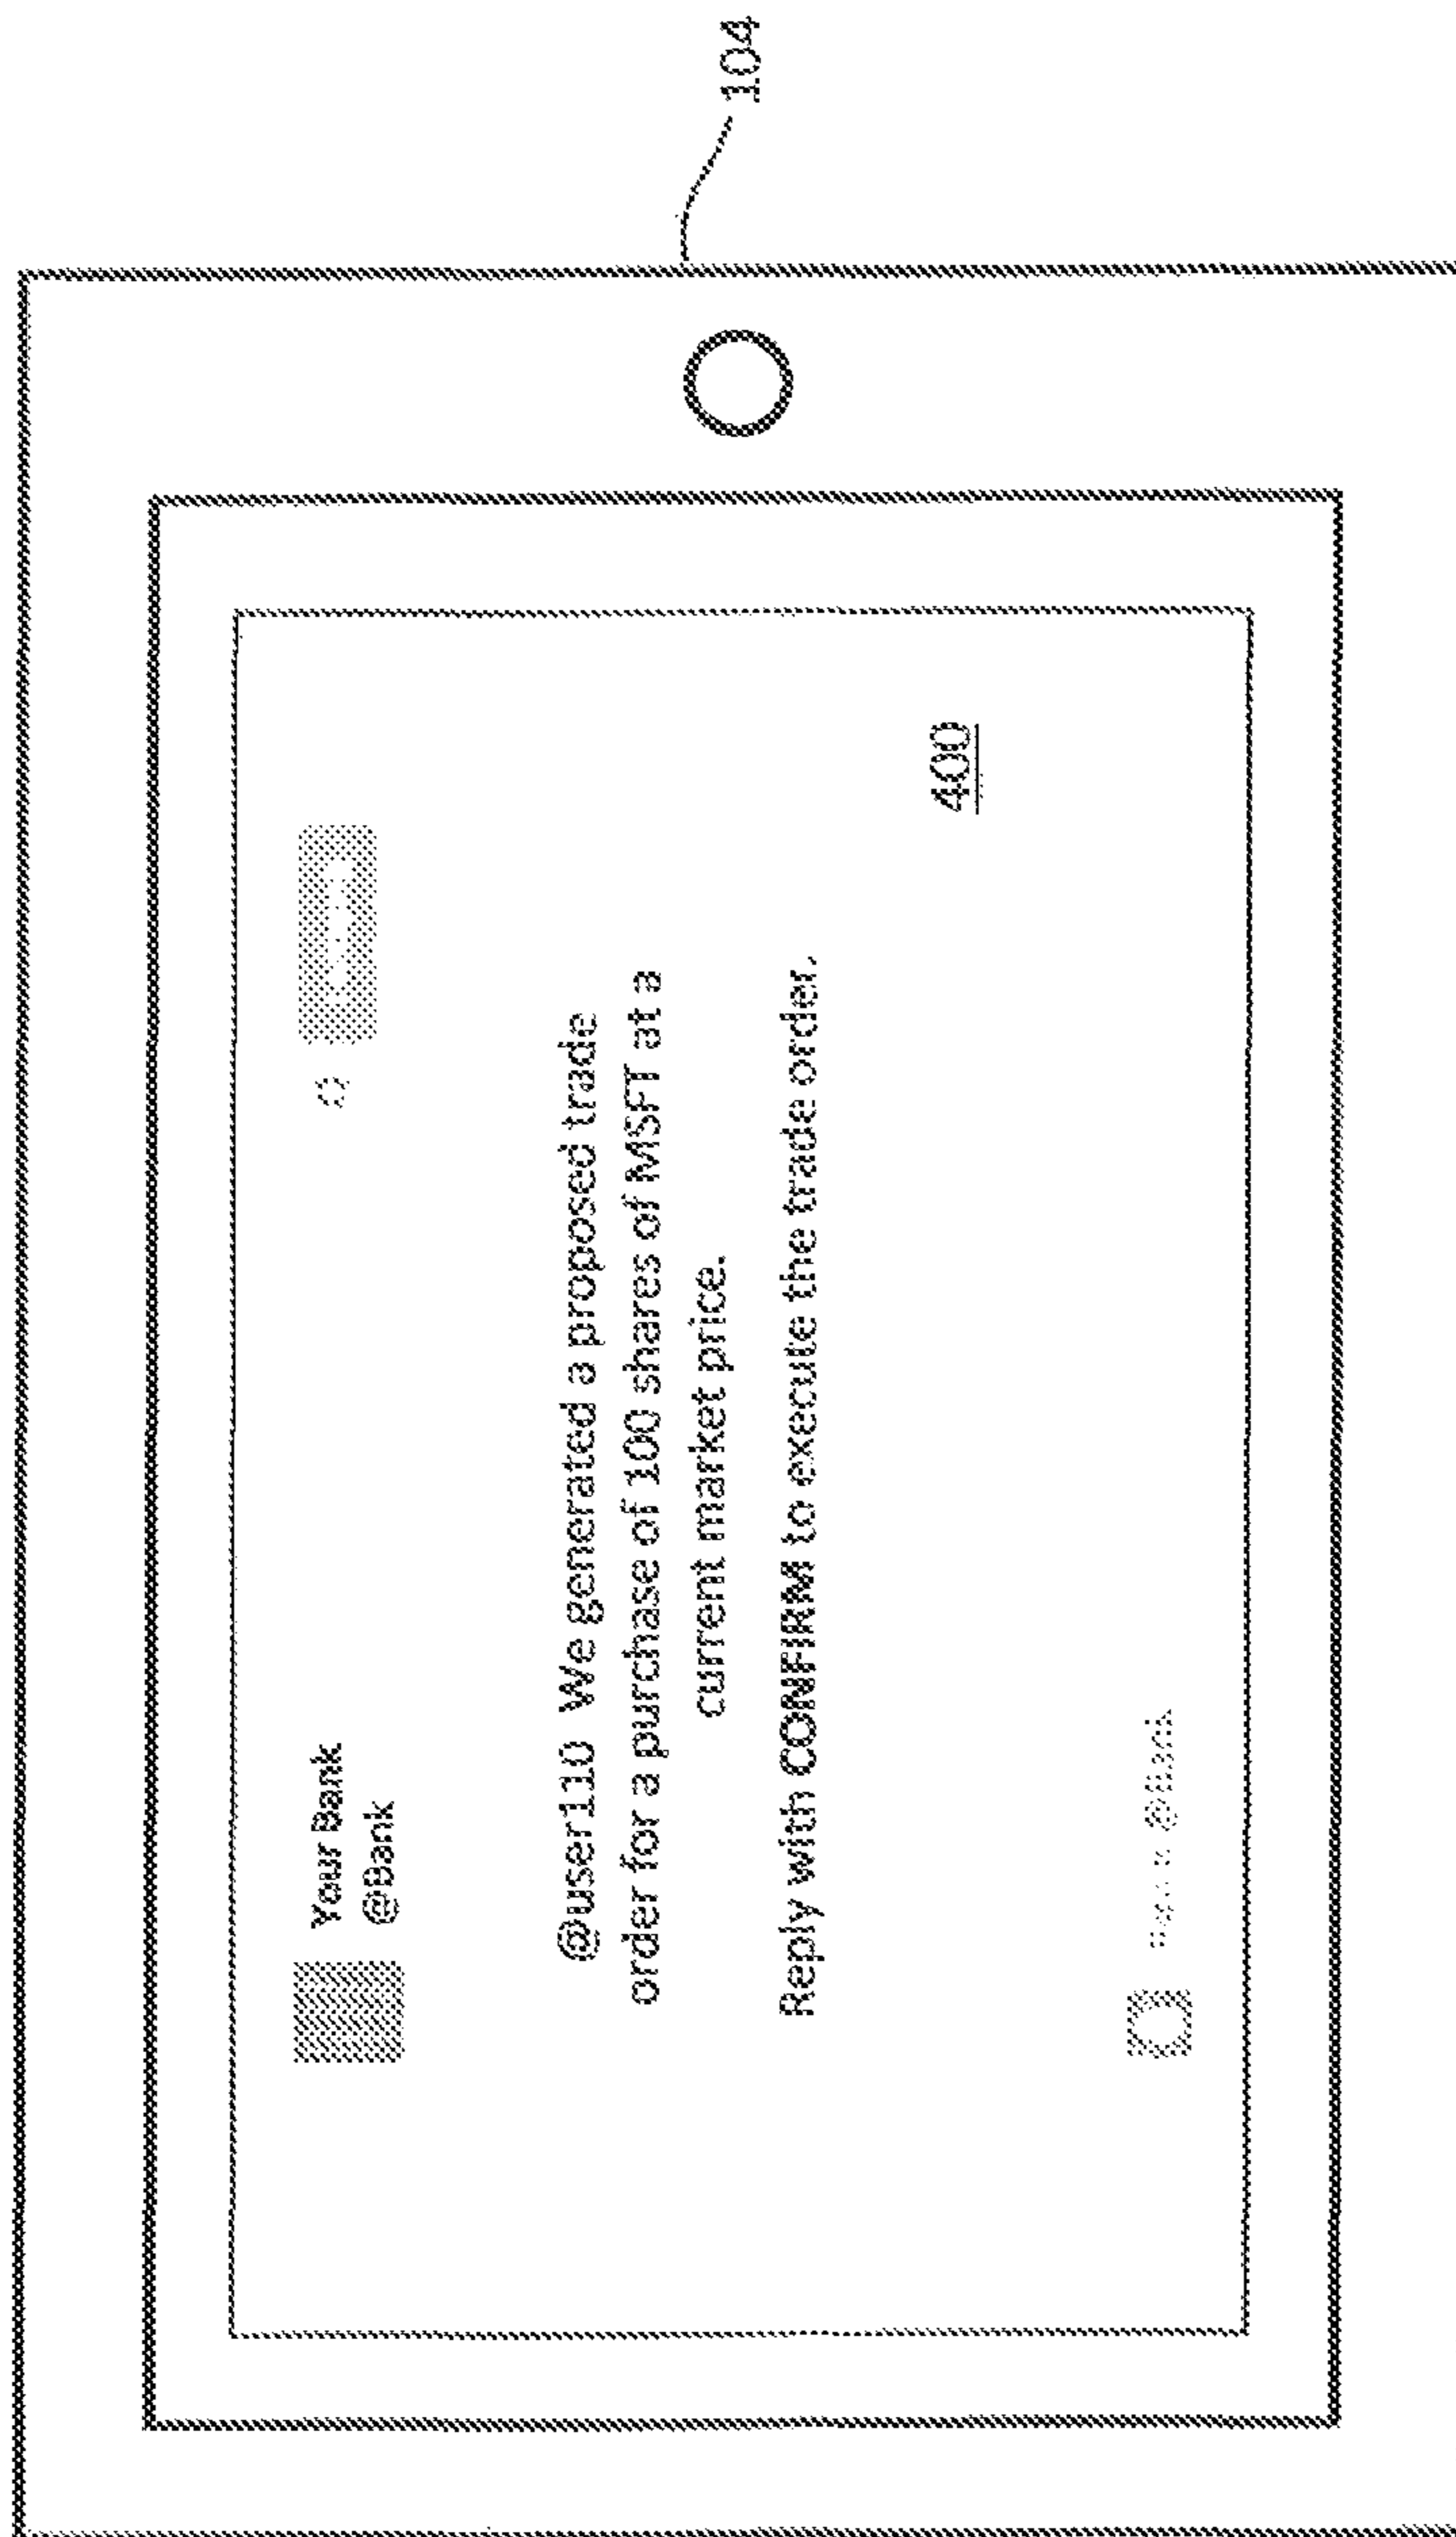 Your Bank
@Bank
@user110 We generated a proposed trade
order for a purchase of 100 shares of MSFT at a
current market price.
Reply with CONFIRM to execute the trade order.
@Bank
400
104